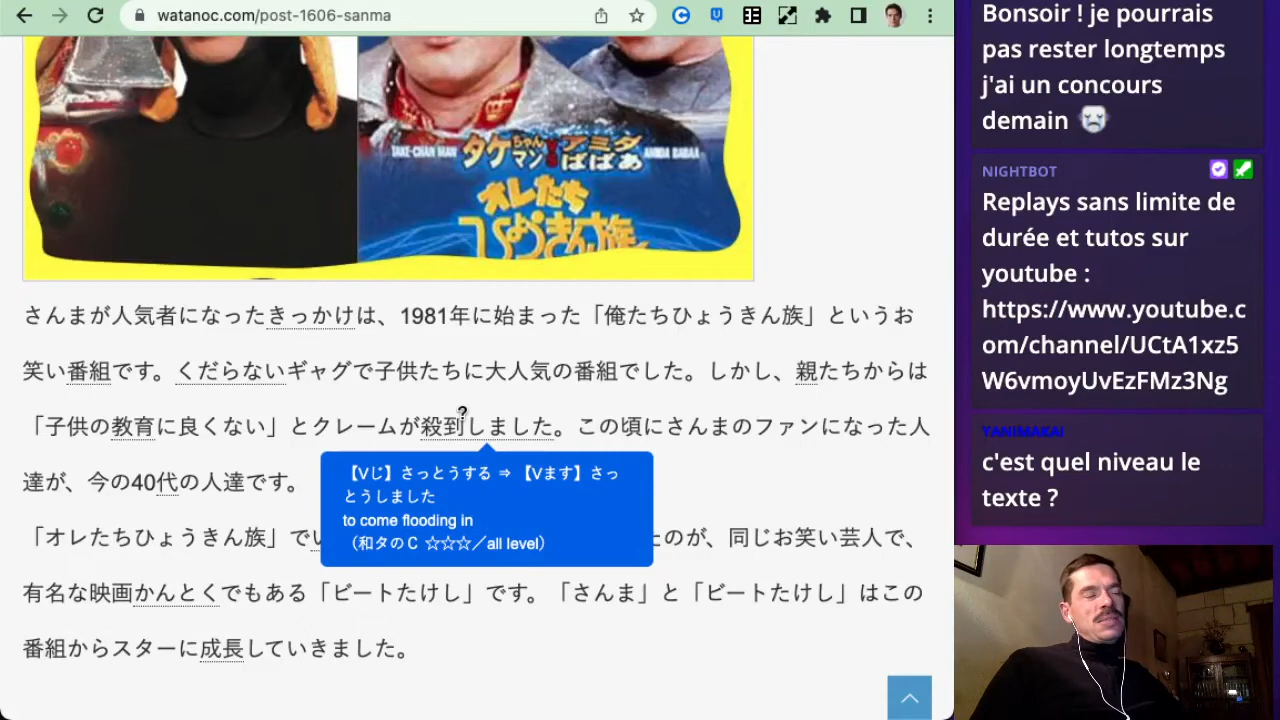 watanoc.com/post-1606-sanma
TAKE-CHAN MAN
タケちゃんマンVSアミダばばあ
AMIDA BABAA
オレたち
ひょうきん族
さんまが人気者になったきっかけは、1981年に始まった「俺たちひょうきん族」というお
笑い番組です。くだらないギャグで子供たちに大人気の番組でした。しかし、親たちからは
「子供の教育に良くない」とクレームが殺到しました。この頃にさんまのファンになった人
達が、今の40代の人達です。
【Vじ】さっとうする ⇒ 【Vます】さっ
とうしました
to come flooding in
（和タのC ☆☆☆／all level）
「オレたちひょうきん族」で
たのが、同じお笑い芸人で、
有名な映画かんとくでもある「ビートたけし」です。「さんま」と「ビートたけし」はこの
番組からスターに成長していきました。
Bonsoir ! je pourrais
pas rester longtemps
j'ai un concours
demain
NIGHTBOT
Replays sans limite de
durée et tutos sur
youtube :
https://www.youtube.c
om/channel/UCtA1xz5
W6vmoyUvEzFMz3Ng
TANIMAKAI
c'est quel niveau le
texte ?